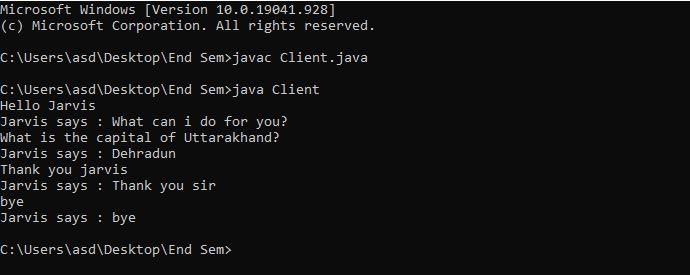 Microsoft Windows [Version 10.0.19041.928]
(c) Microsoft Corporation. All rights reserved.
C:\Users\asd\Desktop\End Sem>javac Client.java
C:\Users\asd\Desktop\End Sem>java Client
Hello Jarvis
Jarvis says : What can i do for you?
What is the capital of Uttarakhand?
Jarvis says : Dehradun
Thank you jarvis
Jarvis says : Thank you sir
bye
Jarvis says : bye
C:\Users\asd\Desktop\End Sem>